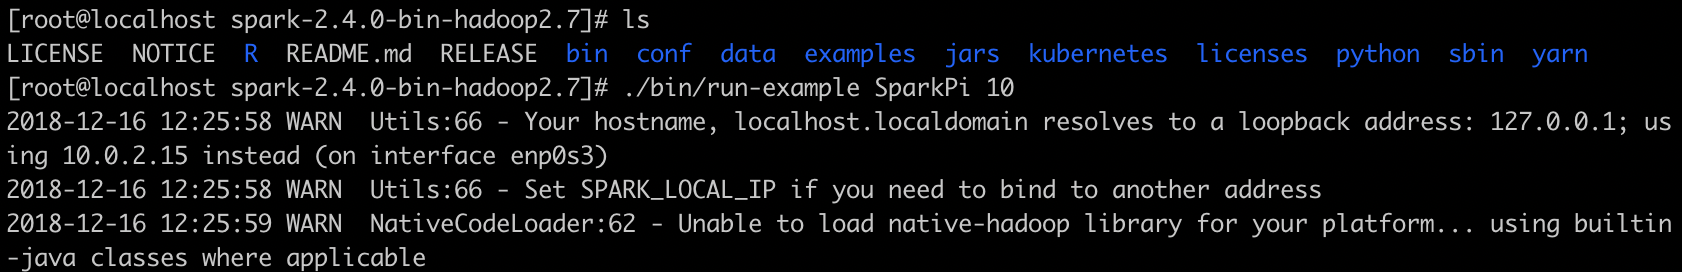 [root@localhost spark-2.4.0-bin-hadoop2.7]# ls
LICENSE  NOTICE  R  README.md  RELEASE  bin  conf  data  examples  jars  kubernetes  licenses  python  sbin  yarn
[root@localhost spark-2.4.0-bin-hadoop2.7]# ./bin/run-example SparkPi 10
2018-12-16 12:25:58 WARN  Utils:66 - Your hostname, localhost.localdomain resolves to a loopback address: 127.0.0.1; us
ing 10.0.2.15 instead (on interface enp0s3)
2018-12-16 12:25:58 WARN  Utils:66 - Set SPARK_LOCAL_IP if you need to bind to another address
2018-12-16 12:25:59 WARN  NativeCodeLoader:62 - Unable to load native-hadoop library for your platform... using builtin
-java classes where applicable